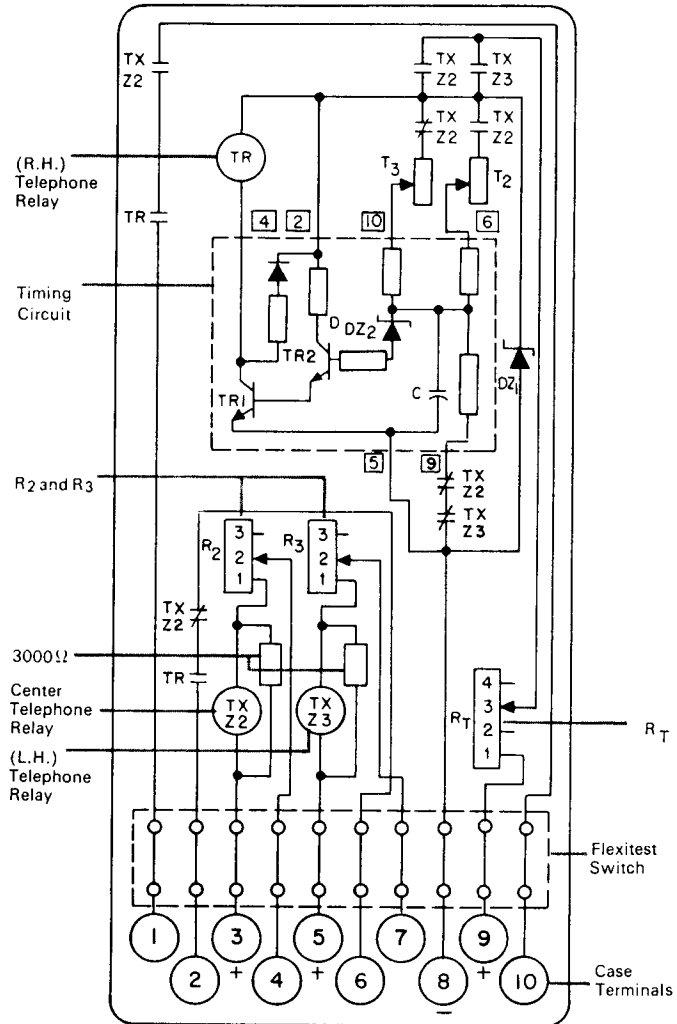 TX
Z2
TX
Z2
TX
Z3
TX
Z2
TX
Z2
TR
(R.H.)
Telephone
Relay
T3
T2
TR
4
2
10
6
Timing
Circuit
D
DZ2
TR2
C
DZ1
TR1
5
9
TX
Z2
TX
Z3
R2 and R3
R2
3
2
1
R3
3
2
1
TX
Z2
3000Ω
TR
Center
Telephone
Relay
TX
Z2
TX
Z3
RT
4
3
2
1
RT
(L.H.)
Telephone
Relay
Flexitest
Switch
1
3
5
7
9
+
+
+
2
4
6
8
10
−
Case
Terminals